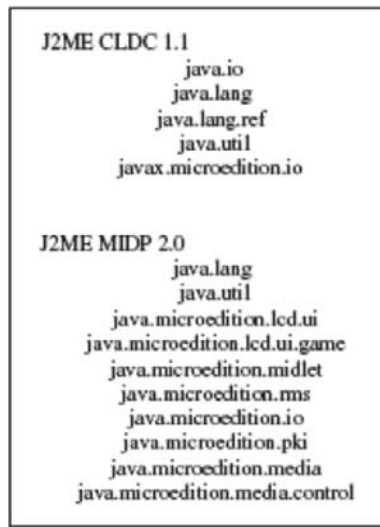 J2ME CLDC 1.1
java.io
java.lang
java.lang.ref
java.util
javax.microedition.io
J2ME MIDP 2.0
java.lang
java.util
java.microedition.lcd.ui
java.microedition.lcd.ui.game
java.microedition.midlet
java.microedition.rms
java.microedition.io
java.microedition.pki
java.microedition.media
java.microedition.media.control